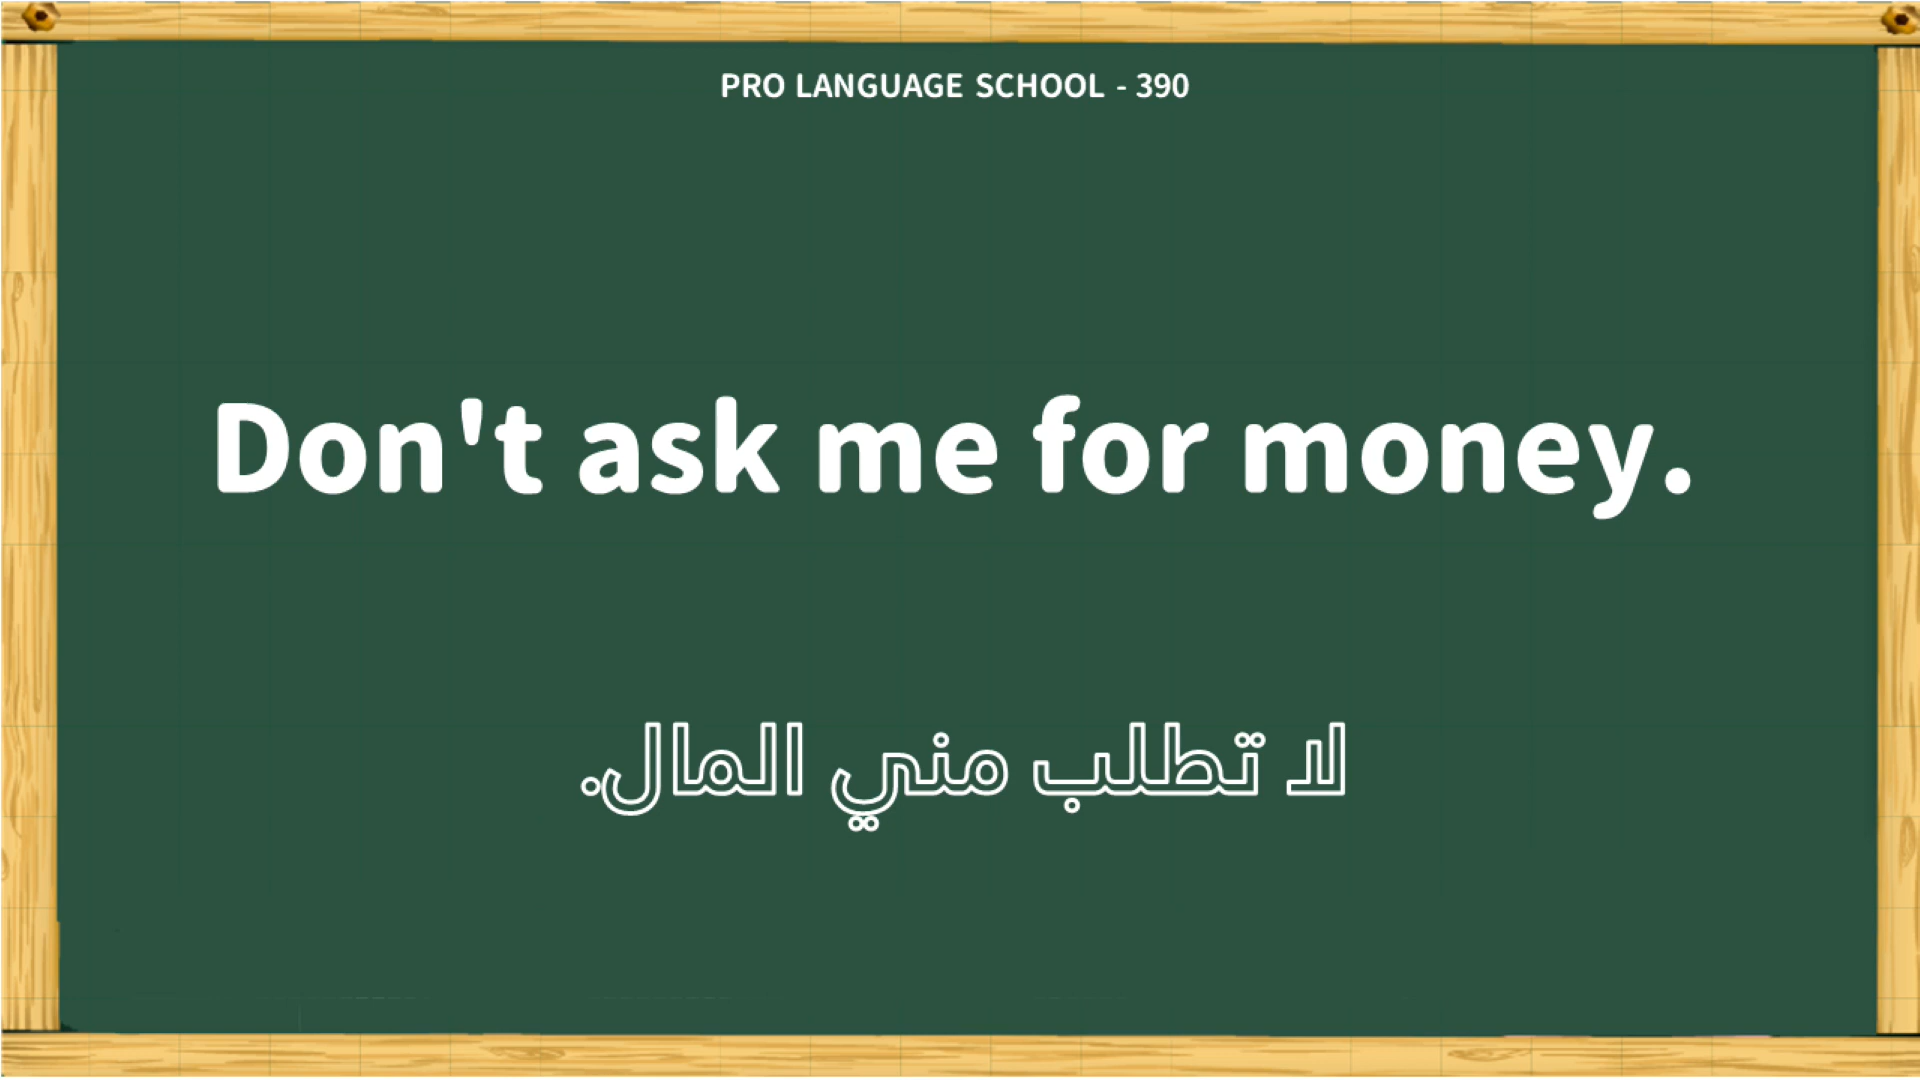 PRO LANGUAGE SCHOOL - 390
Don't ask me for money.
لا تطلب مني المال.